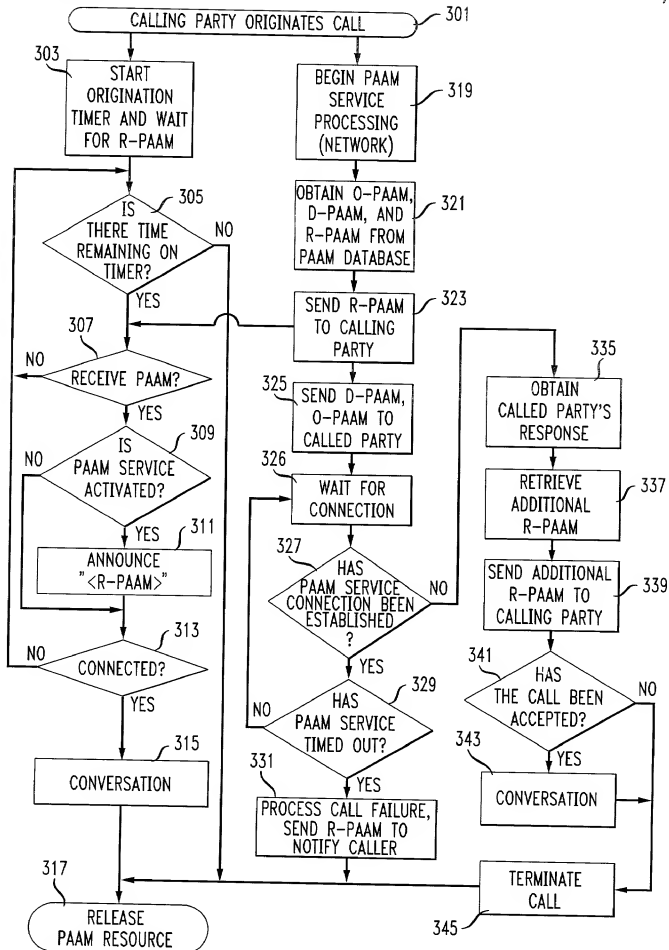 CALLING PARTY ORIGINATES CALL
301
303
START
ORIGINATION
TIMER AND WAIT
FOR R-PAAM
BEGIN PAAM
SERVICE
PROCESSING
(NETWORK)
319
305
IS
THERE TIME
REMAINING ON
TIMER?
NO
YES
OBTAIN O-PAAM,
D-PAAM, AND
R-PAAM FROM
PAAM DATABASE
321
SEND R-PAAM
TO CALLING
PARTY
323
307
NO
RECEIVE PAAM?
YES
325
SEND D-PAAM,
O-PAAM TO
CALLED PARTY
335
OBTAIN
CALLED PARTY'S
RESPONSE
309
IS
PAAM SERVICE
ACTIVATED?
NO
YES
326
WAIT FOR
CONNECTION
337
RETRIEVE
ADDITIONAL
R-PAAM
311
ANNOUNCE
"<R-PAAM>"
327
HAS
PAAM SERVICE
CONNECTION BEEN
ESTABLISHED
?
NO
YES
SEND ADDITIONAL
R-PAAM TO
CALLING PARTY
339
313
NO
CONNECTED?
YES
329
HAS
PAAM SERVICE
TIMED OUT?
NO
YES
341
HAS
THE CALL BEEN
ACCEPTED?
NO
YES
315
CONVERSATION
331
PROCESS CALL FAILURE,
SEND R-PAAM TO
NOTIFY CALLER
343
CONVERSATION
317
RELEASE
PAAM RESOURCE
TERMINATE
CALL
345